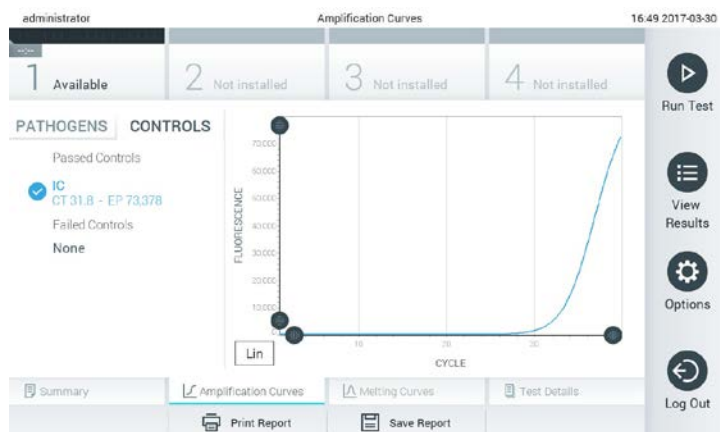 administrator
Amplification Curves
16:49 2017-03-30
1 Available
2 Not installed
3 Not installed
4 Not installed
Run Test
View
Results
Options
Log Out
PATHOGENS
CONTROLS
Passed Controls
IC
CT 31.8 - EP 73,378
Failed Controls
None
FLUORESCENCE
70,000
60,000
50,000
40,000
30,000
20,000
10,000
0
10
20
30
CYCLE
Lin
Summary
Amplification Curves
Melting Curves
Test Details
Print Report
Save Report